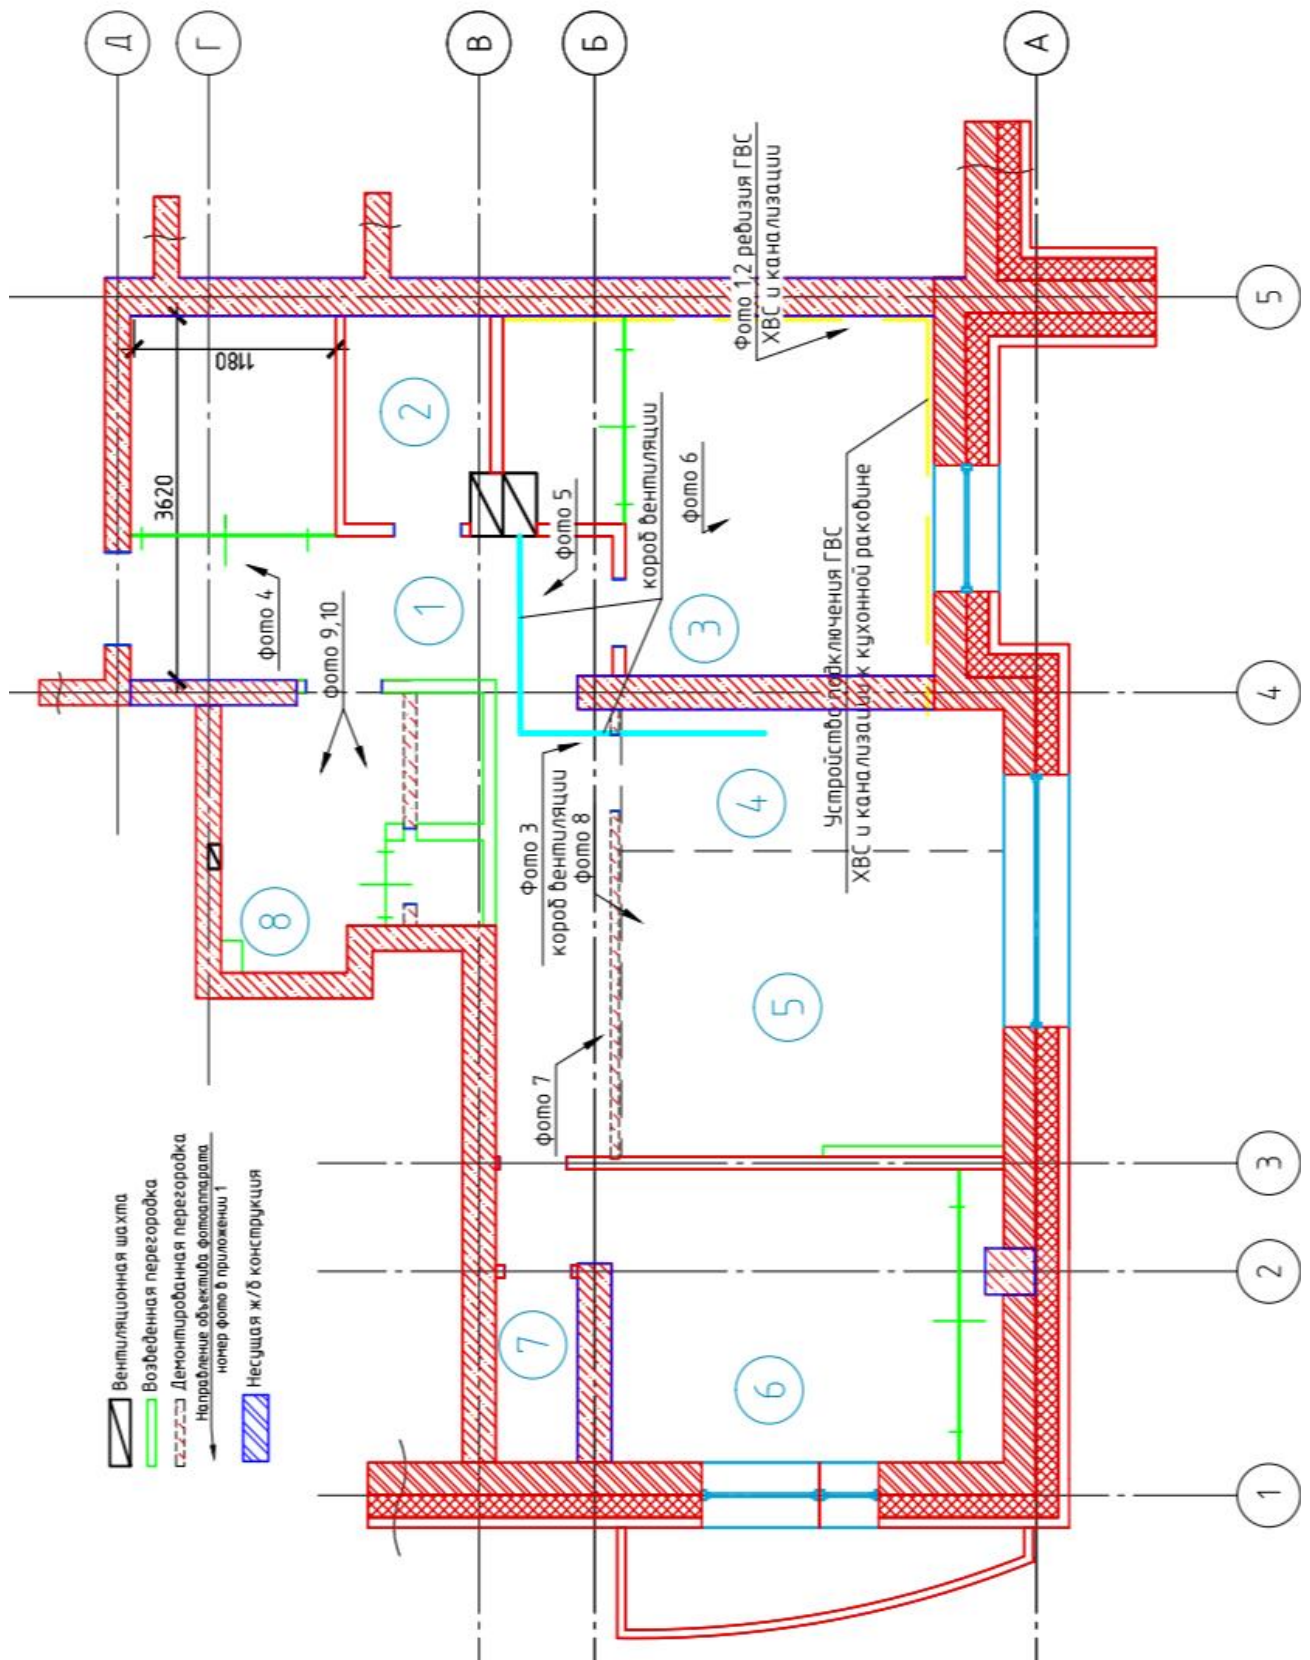 Д
Г
В
Б
А
5
4
3
2
1
1180
3620
2
1
3
4
5
6
7
8
фото 4
фото 9,10
фото 5
короб вентиляции
фото 6
Фото 1,2 ревизия ГВС
ХВС и канализации
Фото 3
короб вентиляции
фото 8
фото 7
Устройство подключения ГВС
ХВС и канализации к кухонной раковине
Вентиляционная шахта
Возведенная перегородка
Демонтированная перегородка
Направление объектива фотоаппарата
номер фото в приложении 1
Несущая ж/б конструкция